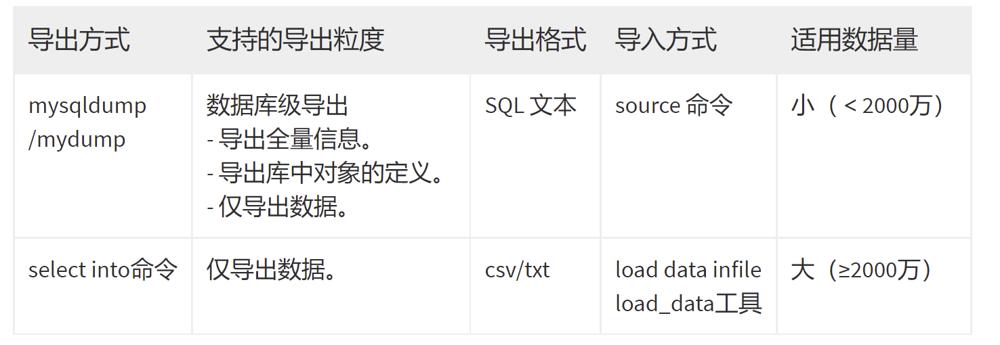 导出方式 支持的导出粒度 导出格式 导入方式 适用数据量
mysqldump 数据库级导出 SQL 文本 source 命令 小（ < 2000万）
/mydump - 导出全量信息。
- 导出库中对象的定义。
- 仅导出数据。
select into命令 仅导出数据。 csv/txt load data infile 大（≥2000万）
load_data工具